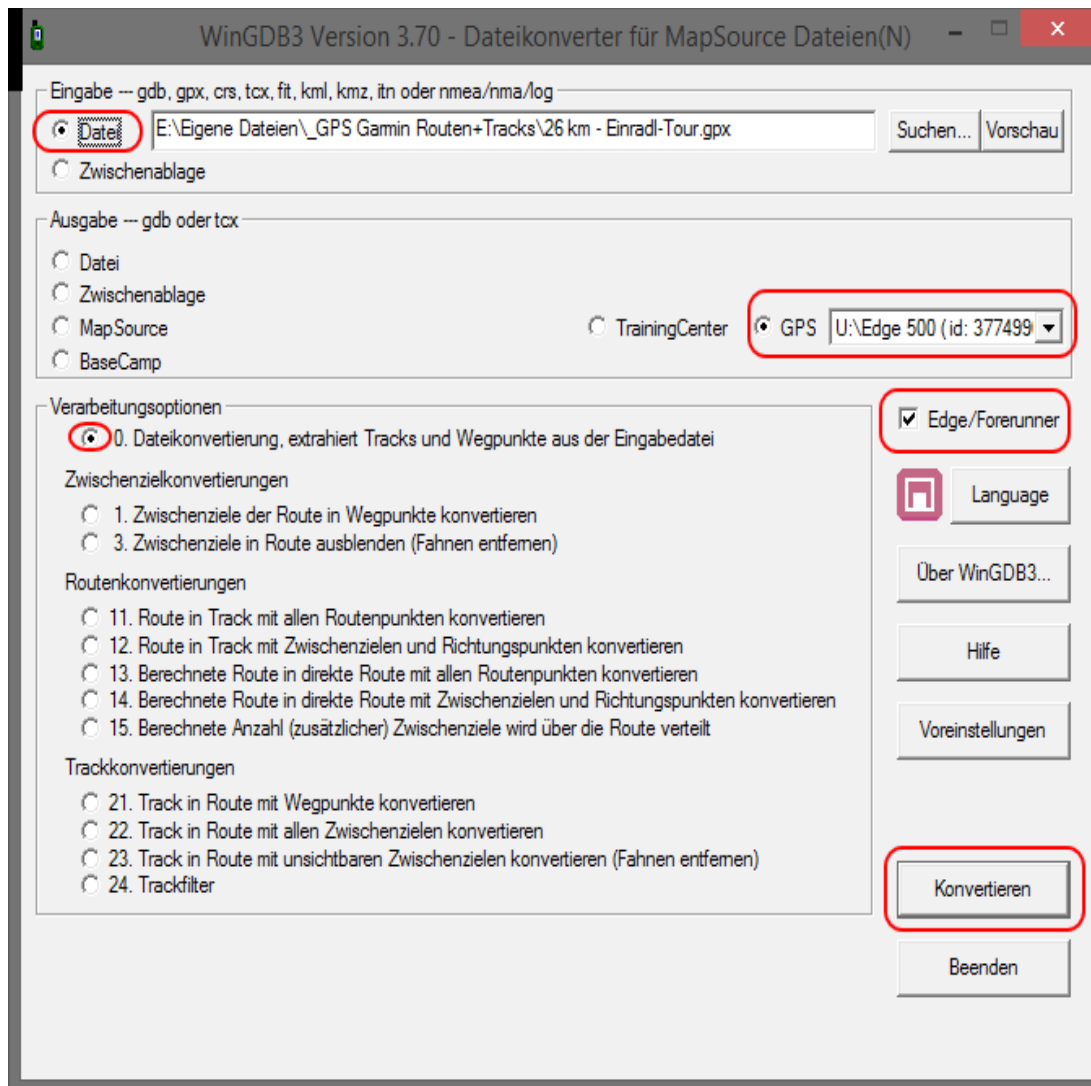 WinGDB3 Version 3.70 - Dateikonverter für MapSource Dateien(N)
Eingabe --- gdb, gpx, crs, tcx, fit, kml, kmz, itn oder nmea/nma/log
Datei E:\Eigene Dateien\_GPS Garmin Routen+Tracks\26 km - Einradl-Tour.gpx Suchen... Vorschau
Zwischenablage
Ausgabe --- gdb oder tcx
Datei
Zwischenablage
MapSource TrainingCenter GPS U:\Edge 500 (id: 377499
BaseCamp
Verarbeitungsoptionen
Edge/Forerunner
0. Dateikonvertierung, extrahiert Tracks und Wegpunkte aus der Eingabedatei
Zwischenzielkonvertierungen
Language
1. Zwischenziele der Route in Wegpunkte konvertieren
3. Zwischenziele in Route ausblenden (Fahnen entfernen)
Über WinGDB3...
Routenkonvertierungen
11. Route in Track mit allen Routenpunkten konvertieren
12. Route in Track mit Zwischenzielen und Richtungspunkten konvertieren
Hilfe
13. Berechnete Route in direkte Route mit allen Routenpunkten konvertieren
14. Berechnete Route in direkte Route mit Zwischenzielen und Richtungspunkten konvertieren
15. Berechnete Anzahl (zusätzlicher) Zwischenziele wird über die Route verteilt
Voreinstellungen
Trackkonvertierungen
21. Track in Route mit Wegpunkte konvertieren
22. Track in Route mit allen Zwischenzielen konvertieren
23. Track in Route mit unsichtbaren Zwischenzielen konvertieren (Fahnen entfernen)
24. Trackfilter
Konvertieren
Beenden